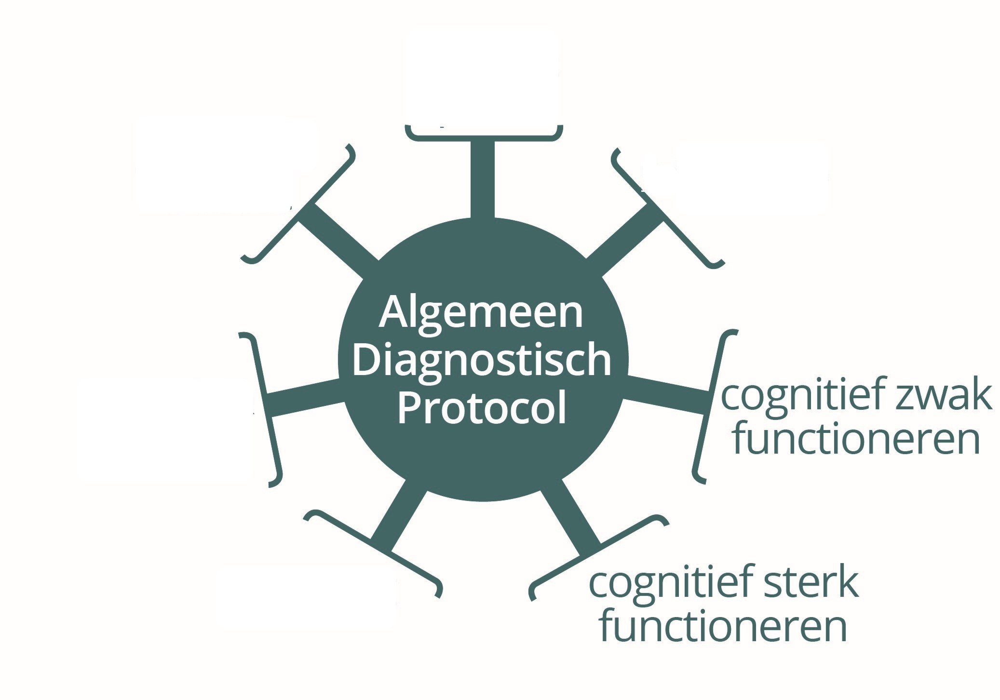 Algemeen
Diagnostisch
Protocol
cognitief zwak
functioneren
cognitief sterk
functioneren